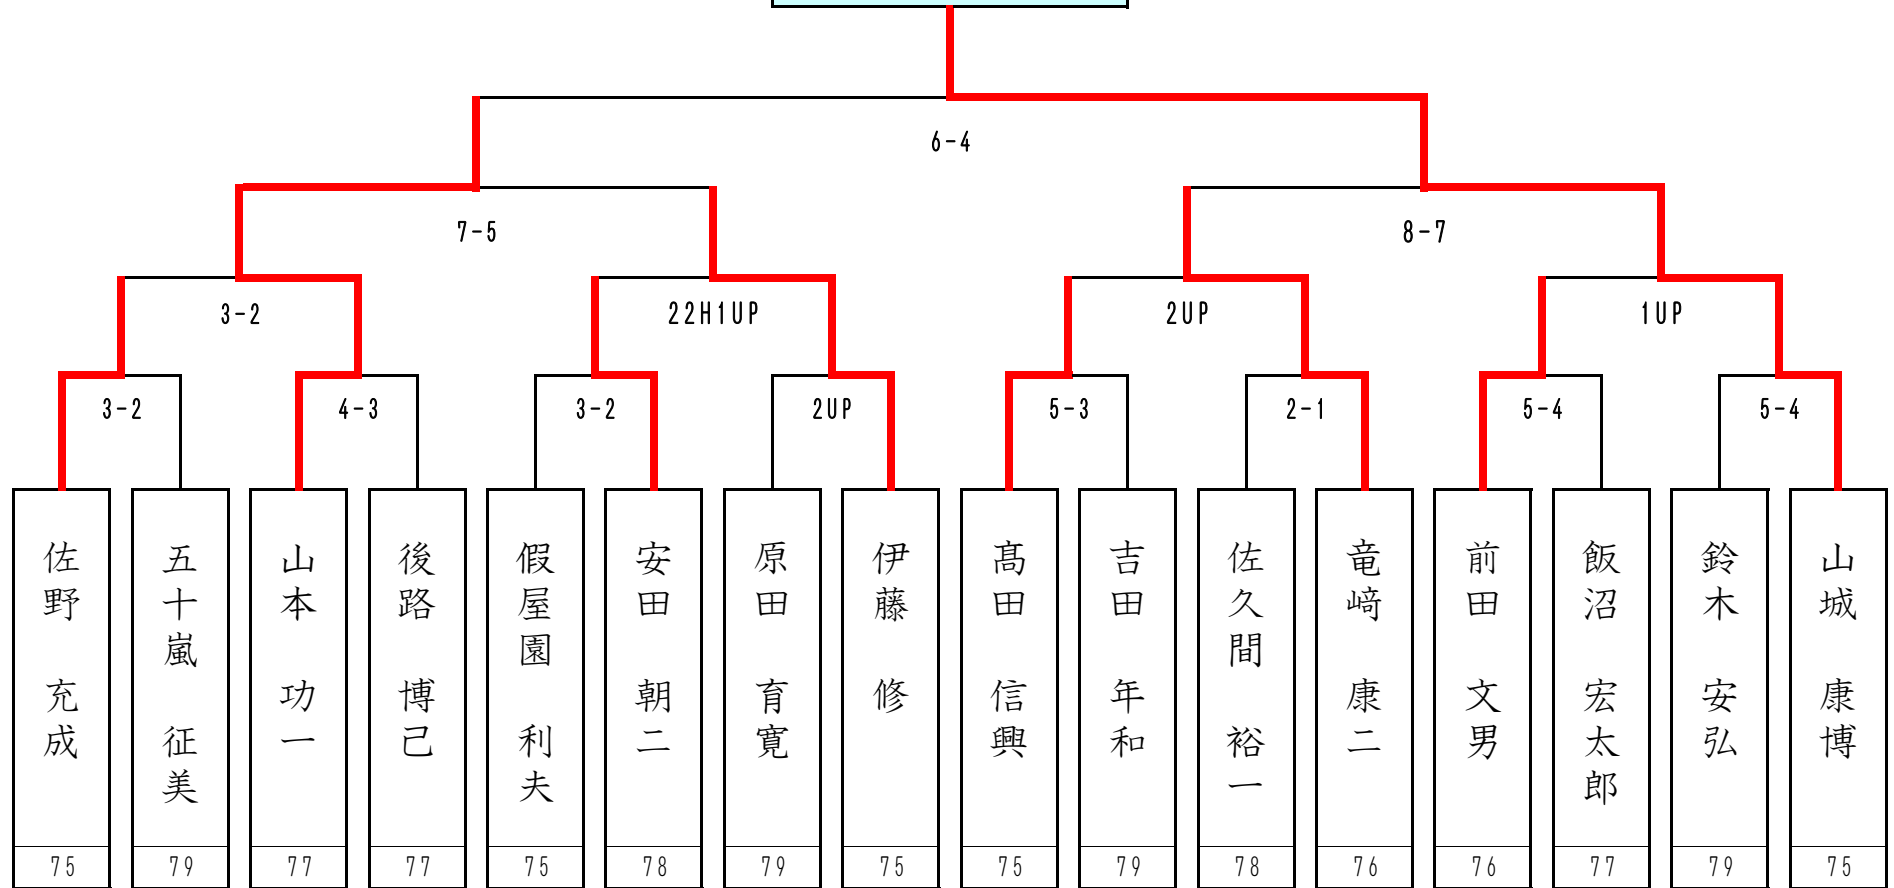 6-4
7-5
8-7
3-2
22H1UP
2UP
1UP
3-2
4-3
3-2
2UP
5-3
2-1
5-4
5-4
佐野 充成
五十嵐 征美
山本 功一
後路 博己
假屋園 利夫
安田 朝二
原田 育寛
伊藤 修
髙田 信興
吉田 年和
佐久間 裕一
竜﨑 康二
前田 文男
飯沼 宏太郎
鈴木 安弘
山城 康博
75
79
77
77
75
78
79
75
75
79
78
76
76
77
79
75